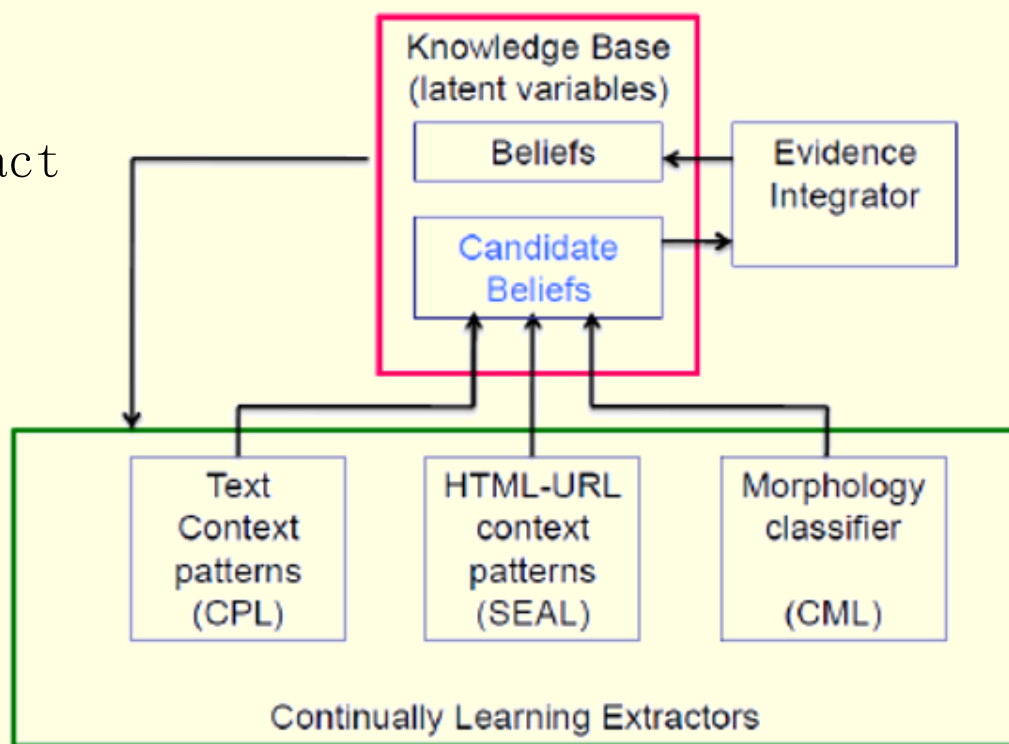 Knowledge Base
(latent variables)
Beliefs
Evidence
Integrator
Candidate
Beliefs
Text
Context
patterns
(CPL)
HTML-URL
context
patterns
(SEAL)
Morphology
classifier
(CML)
Continually Learning Extractors